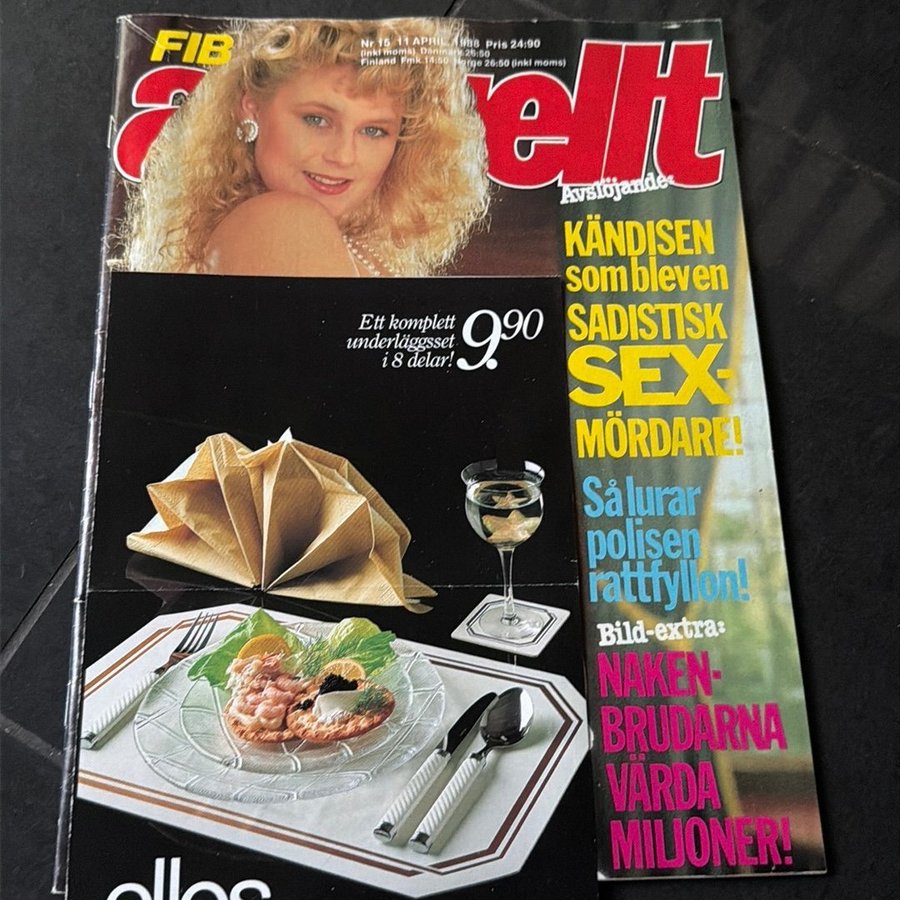 FIB
a ellt
Nr 15 11 APRIL 1988 Pris 24:90
(inkl moms) Danmark 26:50
Finland Fmk 14:50 Norge 26:50 (inkl moms)
Avslöjande:
KÄNDISEN
som blev en
SADISTISK
SEX-
MÖRDARE!
Så lurar
polisen
rattfyllon!
Bild-extra:
NAKEN-
BRUDARNA
VÄRDA
MILJONER!
Ett komplett
underläggsset
i 8 delar!
9.90